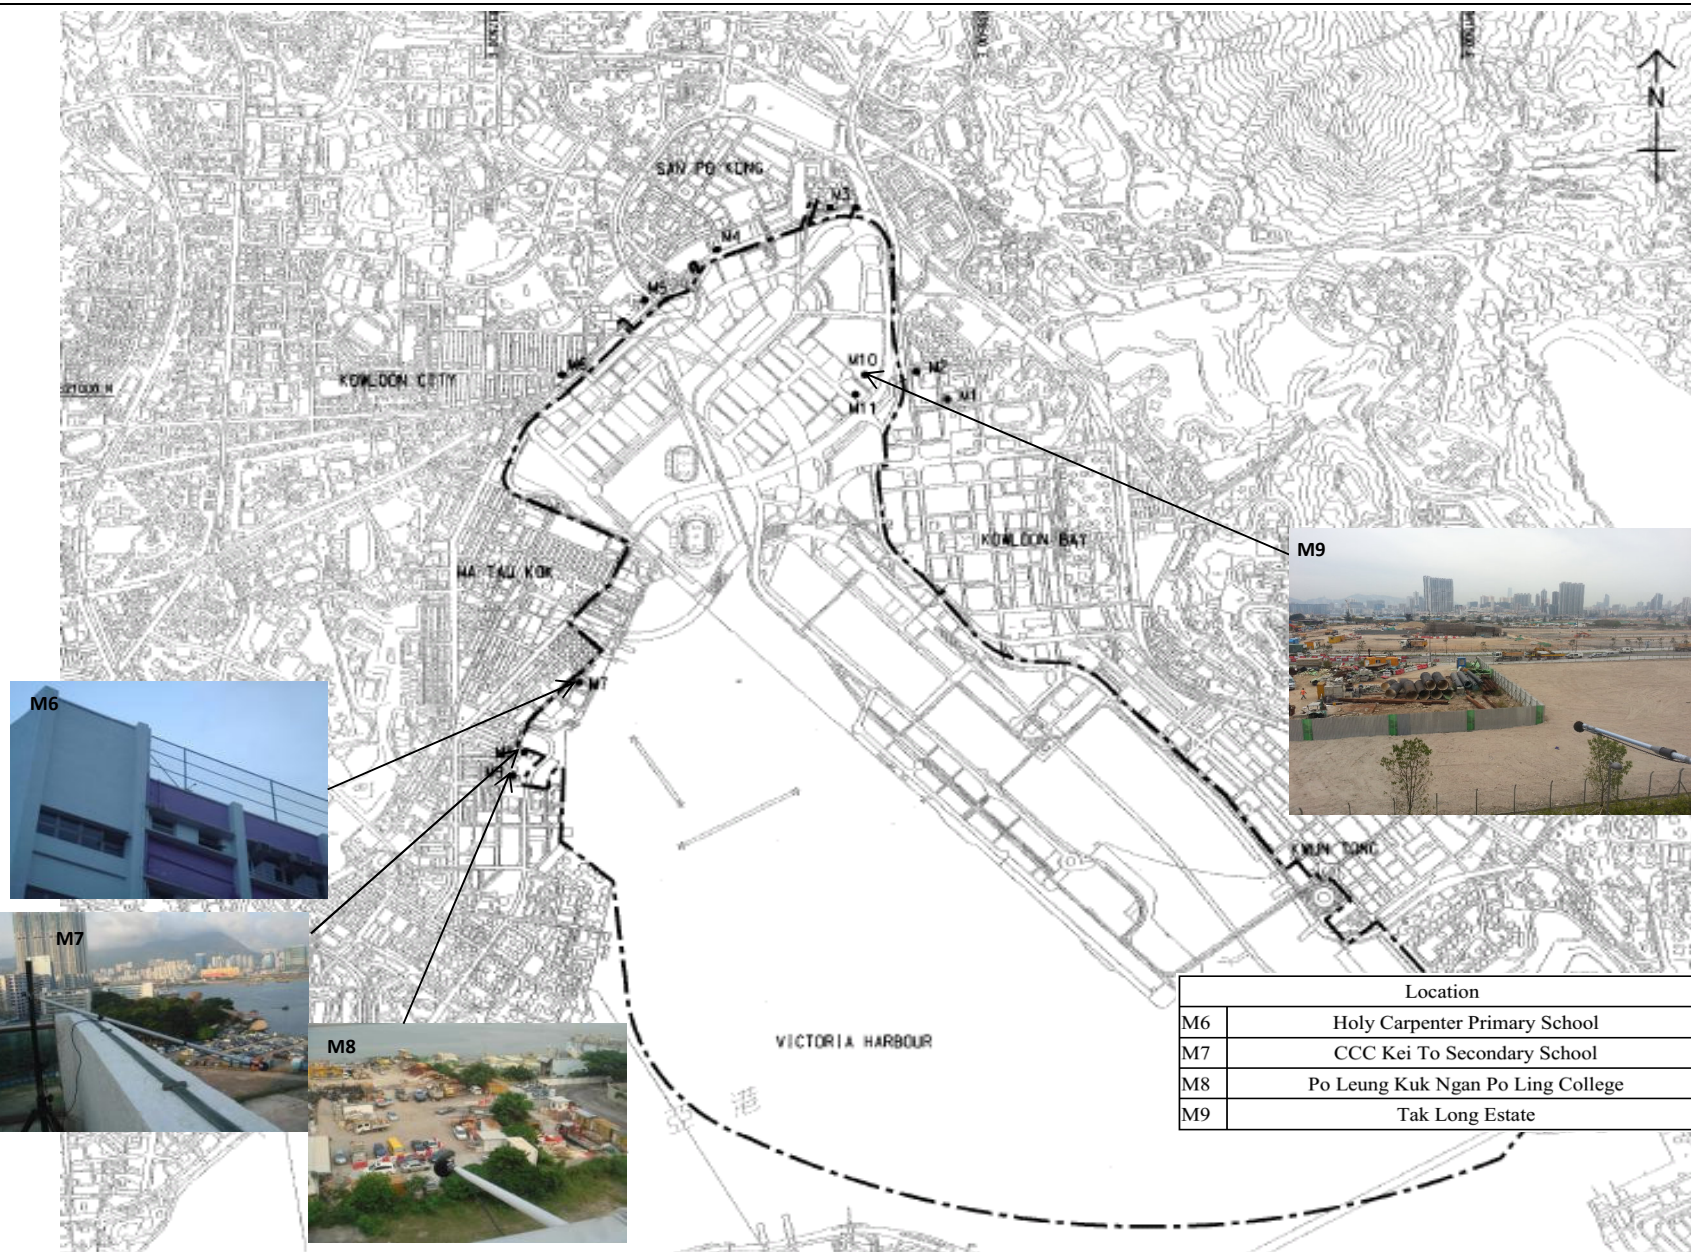 N
SAN PO KONG
M3
M4
M5
M6
KOWLOON CITY
M10
M2
M11
M1
KOWLOON BAY
MA TAU KOK
M7
M9
M6
M7
M8
KWUN TONG
VICTORIA HARBOUR
港
Location
M6 Holy Carpenter Primary School
M7 CCC Kei To Secondary School
M8 Po Leung Kuk Ngan Po Ling College
M9 Tak Long Estate